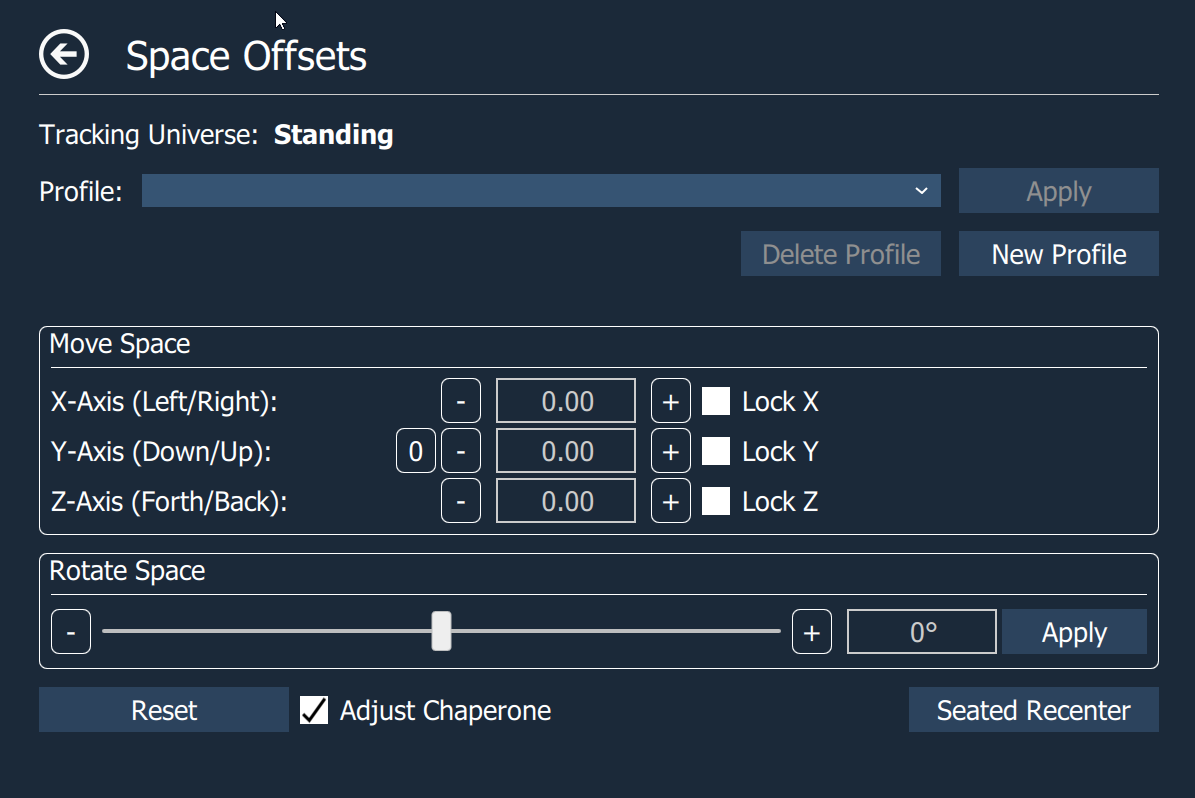 Space Offsets
Tracking Universe: Standing
Profile: Apply
Delete Profile New Profile
Move Space
X-Axis (Left/Right): - 0.00 + Lock X
Y-Axis (Down/Up): 0 - 0.00 + Lock Y
Z-Axis (Forth/Back): - 0.00 + Lock Z
Rotate Space
- + 0° Apply
Reset Adjust Chaperone Seated Recenter